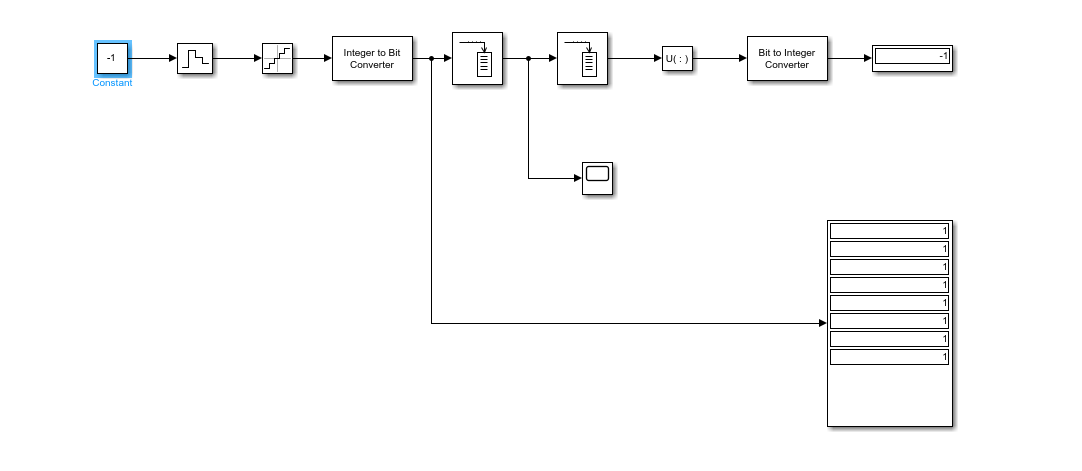 -1
Constant
Integer to Bit
Converter
U( : )
Bit to Integer
Converter
-1
1
1
1
1
1
1
1
1